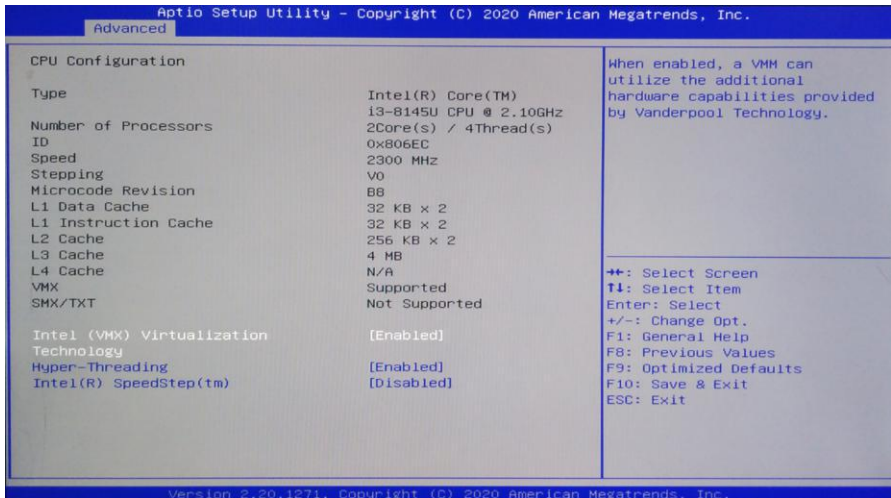 Aptio Setup Utility – Copyright (C) 2020 American Megatrends, Inc.
Advanced
CPU Configuration
Type Intel(R) Core(TM)
i3-8145U CPU @ 2.10GHz
Number of Processors 2Core(s) / 4Thread(s)
ID 0x806EC
Speed 2300 MHz
Stepping V0
Microcode Revision B8
L1 Data Cache 32 KB x 2
L1 Instruction Cache 32 KB x 2
L2 Cache 256 KB x 2
L3 Cache 4 MB
L4 Cache N/A
VMX Supported
SMX/TXT Not Supported
Intel (VMX) Virtualization [Enabled]
Technology
Hyper-Threading [Enabled]
Intel(R) SpeedStep(tm) [Disabled]
When enabled, a VMM can
utilize the additional
hardware capabilities provided
by Vanderpool Technology.
→←: Select Screen
↑↓: Select Item
Enter: Select
+/-: Change Opt.
F1: General Help
F8: Previous Values
F9: Optimized Defaults
F10: Save & Exit
ESC: Exit
Version 2.20.1271. Copyright (C) 2020 American Megatrends, Inc.